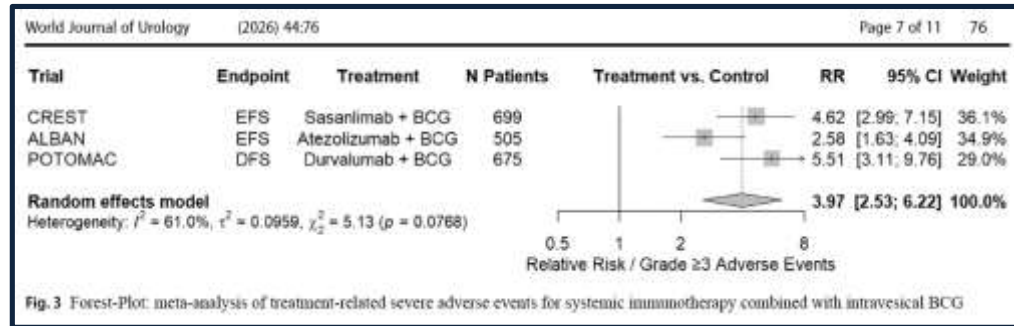 World Journal of Urology (2026) 44:76 Page 7 of 11 76
Trial Endpoint Treatment N Patients Treatment vs. Control RR 95% CI Weight
CREST EFS Sasanlimab + BCG 699 4.62 [2.99; 7.15] 36.1%
ALBAN EFS Atezolizumab + BCG 505 2.58 [1.63; 4.09] 34.9%
POTOMAC DFS Durvalumab + BCG 675 5.51 [3.11; 9.76] 29.0%
Random effects model 3.97 [2.53; 6.22] 100.0%
Heterogeneity: I² = 61.0%, τ² = 0.0959, χ²₂ = 5.13 (p = 0.0768)
0.5 1 2 8
Relative Risk / Grade ≥3 Adverse Events
Fig. 3 Forest-Plot: meta-analysis of treatment-related severe adverse events for systemic immunotherapy combined with intravesical BCG